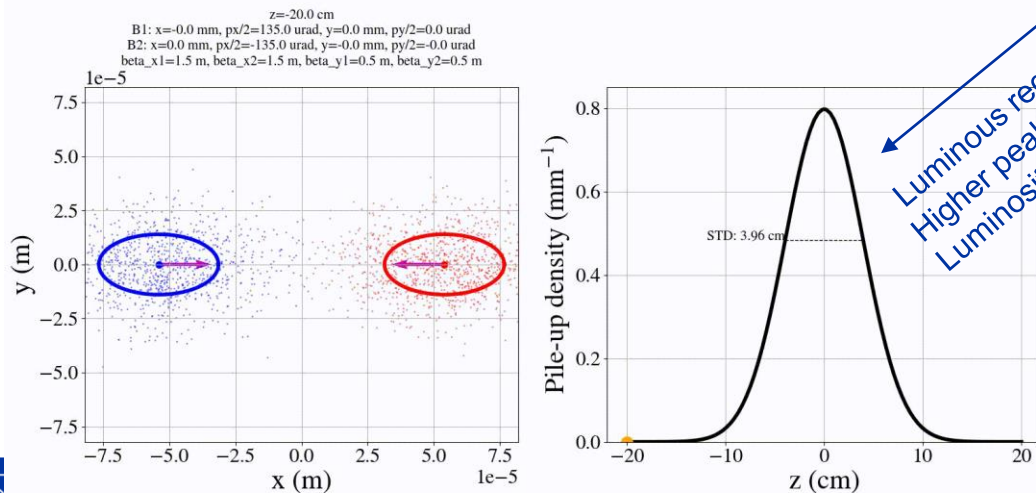 z=-20.0 cm
B1: x=-0.0 mm, px/2=135.0 urad, y=0.0 mm, py/2=0.0 urad
B2: x=0.0 mm, px/2=-135.0 urad, y=-0.0 mm, py/2=-0.0 urad
beta_x1=1.5 m, beta_x2=1.5 m, beta_y1=0.5 m, beta_y2=0.5 m
1e−5
7.5
5.0
2.5
0.0
−2.5
−5.0
−7.5
y (m)
−7.5 −5.0 −2.5 0.0 2.5 5.0 7.5
1e−5
x (m)
0.8
0.6
0.4
0.2
0.0
Pile-up density (mm⁻¹)
STD: 3.96 cm
−20 −10 0 10 20
z (cm)
Luminous
Higher